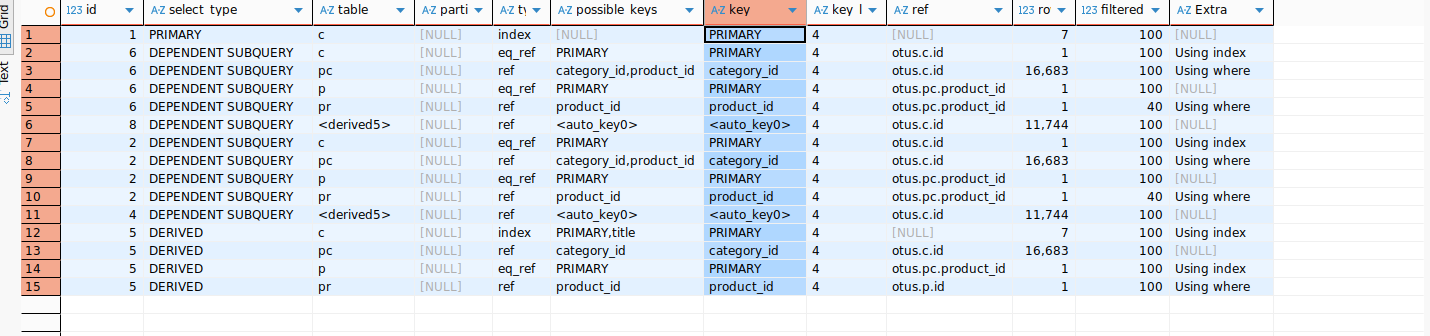 Grid
Text
123 id A-Z select_type A-Z table A-Z parti A-Z ty A-Z possible_keys A-Z key A-Z key_l A-Z ref 123 ro 123 filtered A-Z Extra
1 1 PRIMARY c [NULL] index [NULL] PRIMARY 4 [NULL] 7 100 [NULL]
2 6 DEPENDENT SUBQUERY c [NULL] eq_ref PRIMARY PRIMARY 4 otus.c.id 1 100 Using index
3 6 DEPENDENT SUBQUERY pc [NULL] ref category_id,product_id category_id 4 otus.c.id 16,683 100 Using where
4 6 DEPENDENT SUBQUERY p [NULL] eq_ref PRIMARY PRIMARY 4 otus.pc.product_id 1 100 [NULL]
5 6 DEPENDENT SUBQUERY pr [NULL] ref product_id product_id 4 otus.pc.product_id 1 40 Using where
6 8 DEPENDENT SUBQUERY <derived5> [NULL] ref <auto_key0> <auto_key0> 4 otus.c.id 11,744 100 [NULL]
7 2 DEPENDENT SUBQUERY c [NULL] eq_ref PRIMARY PRIMARY 4 otus.c.id 1 100 Using index
8 2 DEPENDENT SUBQUERY pc [NULL] ref category_id,product_id category_id 4 otus.c.id 16,683 100 Using where
9 2 DEPENDENT SUBQUERY p [NULL] eq_ref PRIMARY PRIMARY 4 otus.pc.product_id 1 100 [NULL]
10 2 DEPENDENT SUBQUERY pr [NULL] ref product_id product_id 4 otus.pc.product_id 1 40 Using where
11 4 DEPENDENT SUBQUERY <derived5> [NULL] ref <auto_key0> <auto_key0> 4 otus.c.id 11,744 100 [NULL]
12 5 DERIVED c [NULL] index PRIMARY,title PRIMARY 4 [NULL] 7 100 Using index
13 5 DERIVED pc [NULL] ref category_id category_id 4 otus.c.id 16,683 100 [NULL]
14 5 DERIVED p [NULL] eq_ref PRIMARY PRIMARY 4 otus.pc.product_id 1 100 Using index
15 5 DERIVED pr [NULL] ref product_id product_id 4 otus.p.id 1 100 Using where